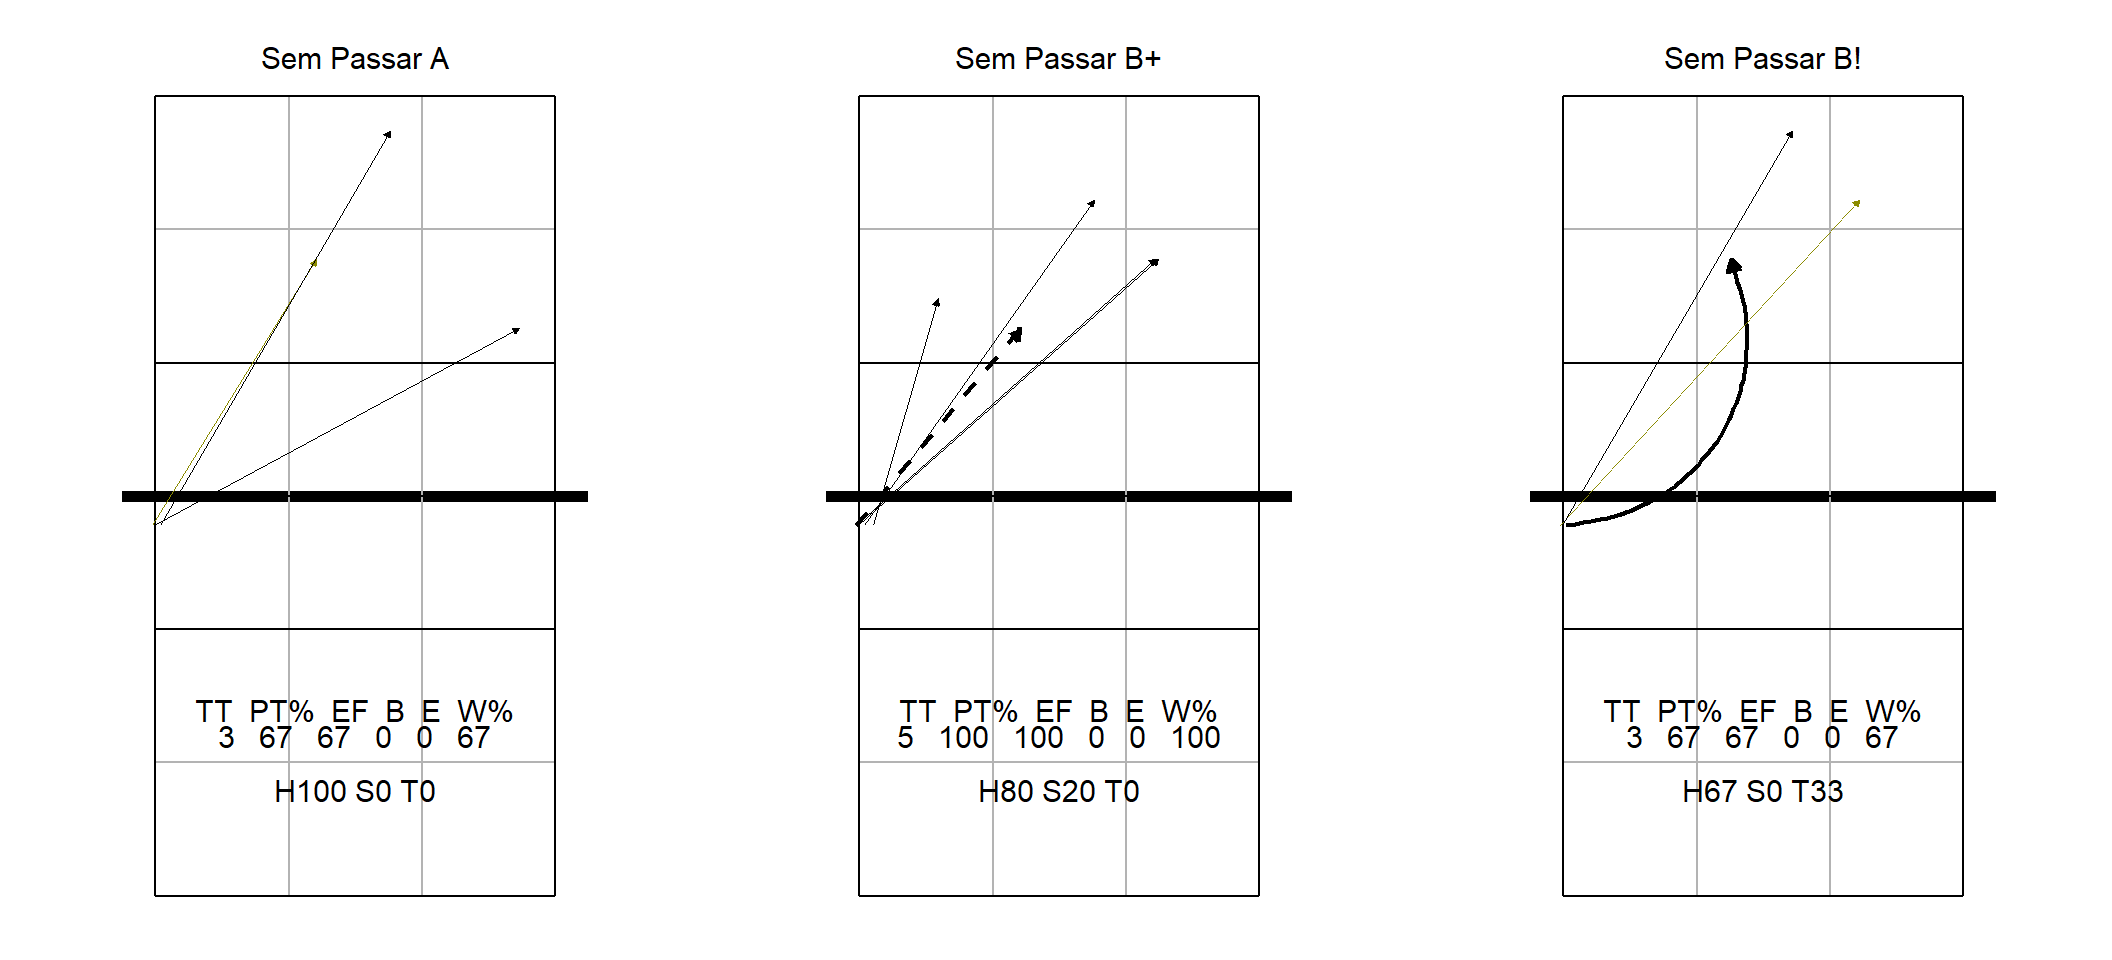 Sem Passar A
TT PT% EF B E W%
3 67 67 0 0 67
H100 S0 T0
Sem Passar B+
TT PT% EF B E W%
5 100 100 0 0 100
H80 S20 T0
Sem Passar B!
TT PT% EF B E W%
3 67 67 0 0 67
H67 S0 T33